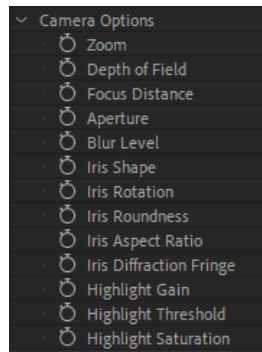 Camera Options
Zoom
Depth of Field
Focus Distance
Aperture
Blur Level
Iris Shape
Iris Rotation
Iris Roundness
Iris Aspect Ratio
Iris Diffraction Fringe
Highlight Gain
Highlight Threshold
Highlight Saturation